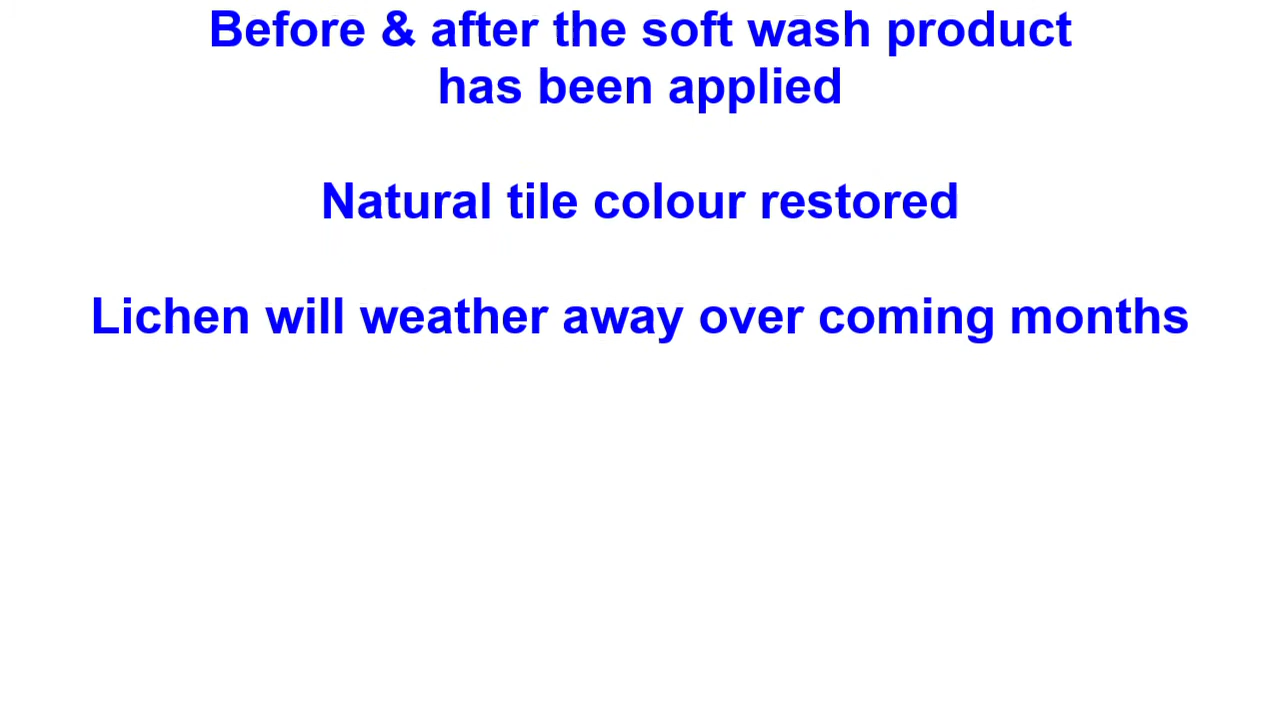 Before & after the soft wash product
has been applied
Natural tile colour restored
Lichen will weather away over coming months